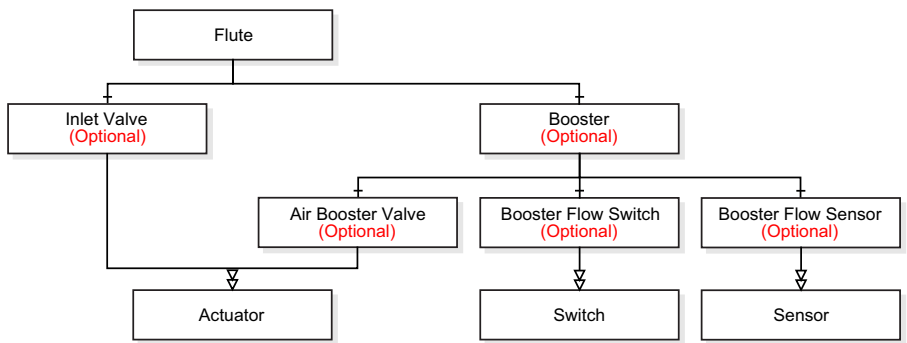 Flute
Inlet Valve
(Optional)
Booster
(Optional)
Air Booster Valve
(Optional)
Booster Flow Switch
(Optional)
Booster Flow Sensor
(Optional)
Actuator
Switch
Sensor